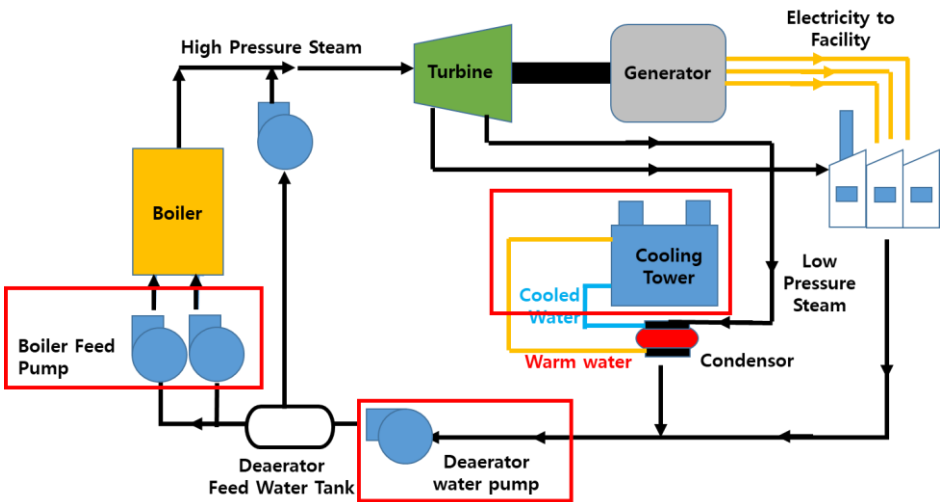 Electricity to
Facility
High Pressure Steam
Turbine
Generator
Boiler
Cooling
Tower
Low
Pressure
Steam
Cooled
Water
Boiler Feed
Pump
Warm water
Condensor
Deaerator
Feed Water Tank
Deaerator
water pump